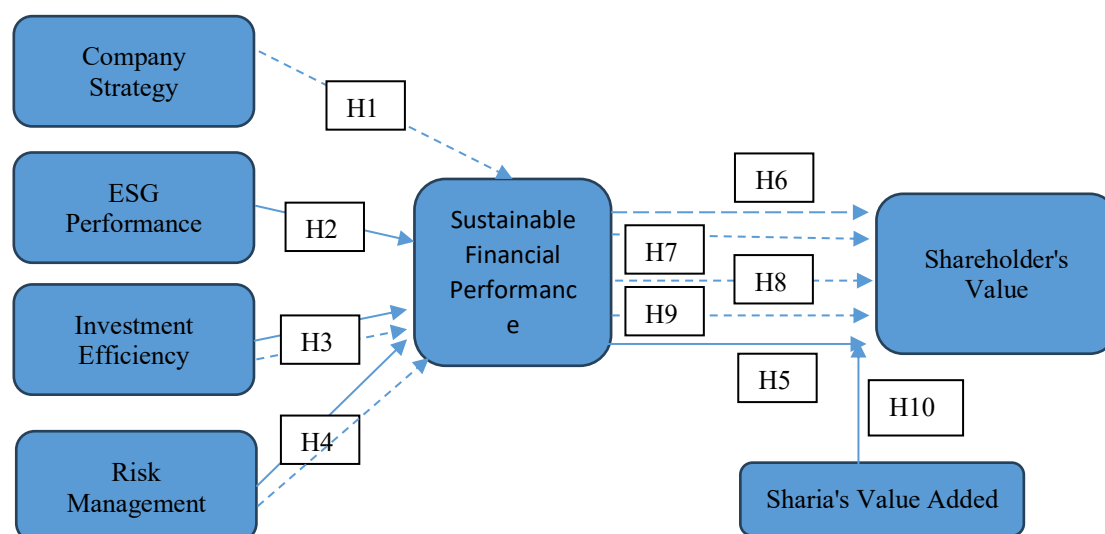 Company
Strategy
H1
ESG
Performance
H2
Investment
Efficiency
H3
Risk
Management
H4
Sustainable
Financial
Performanc
e
H6
H7
H8
H9
H5
H10
Shareholder's
Value
Sharia's Value Added